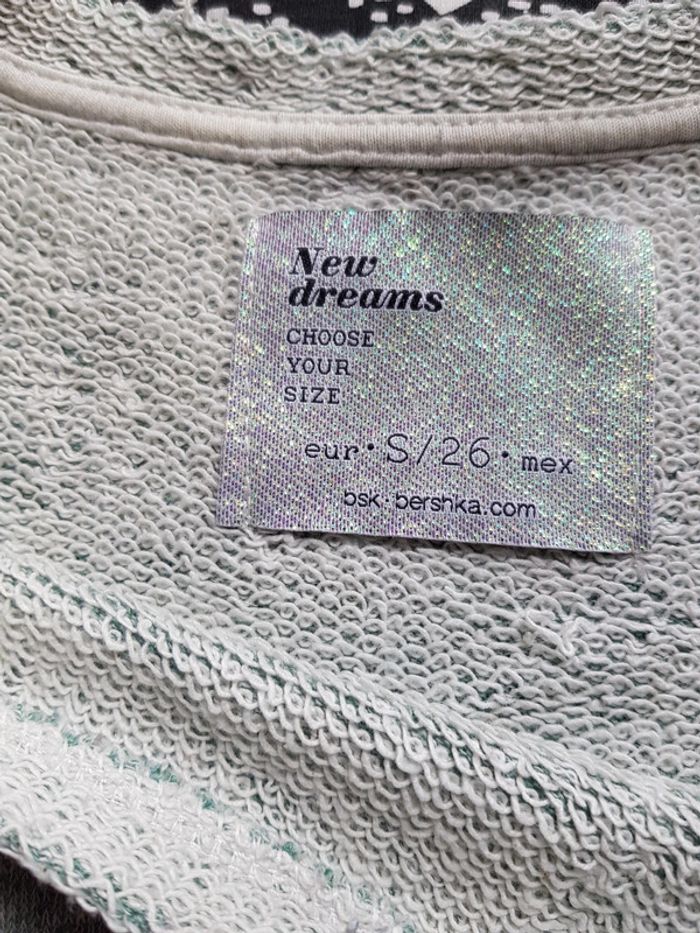 New
dreams
CHOOSE
YOUR
SIZE
eur·S/26·mex
bsk·bershka.com